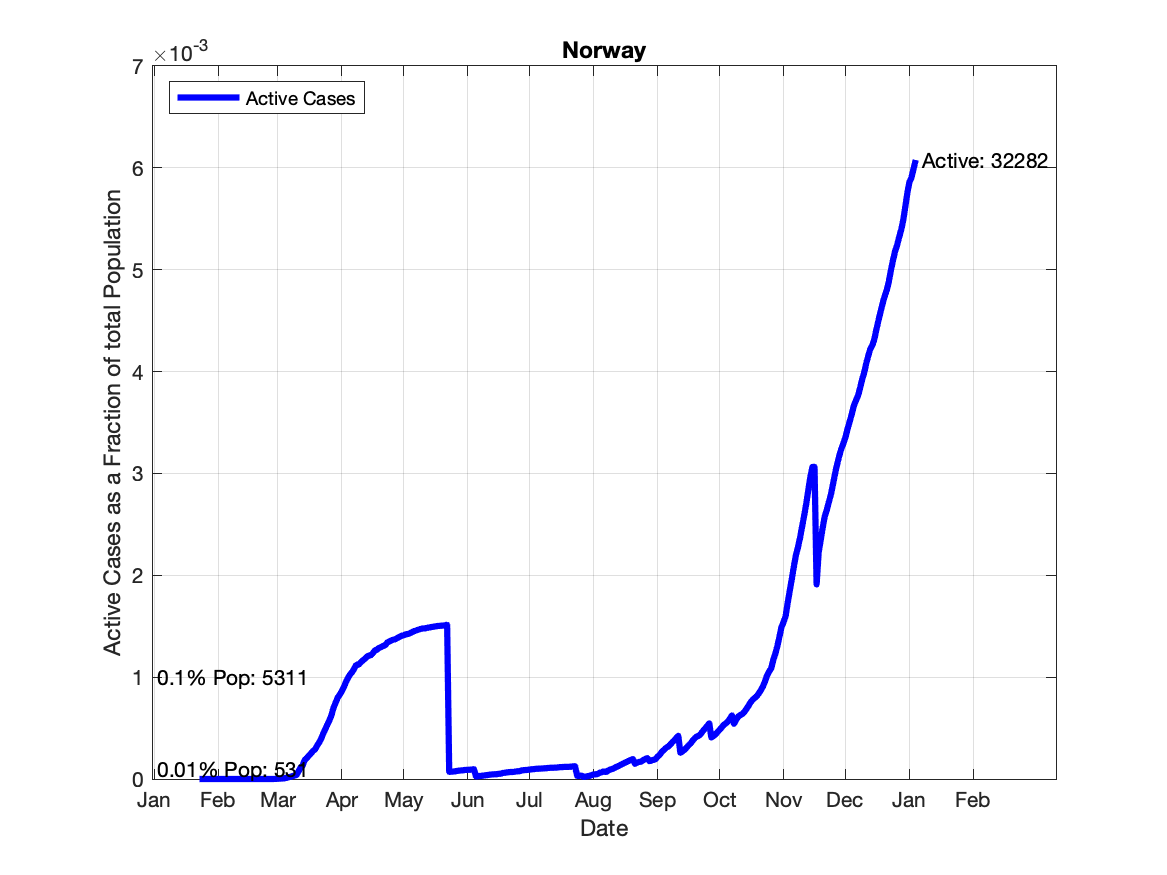 Norway
×10-3
Active Cases
7
6
5
4
3
2
1
0
Active Cases as a Fraction of total Population
Active: 32282
0.1% Pop: 5311
0.01% Pop: 531
Jan Feb Mar Apr May Jun Jul Aug Sep Oct Nov Dec Jan Feb
Date